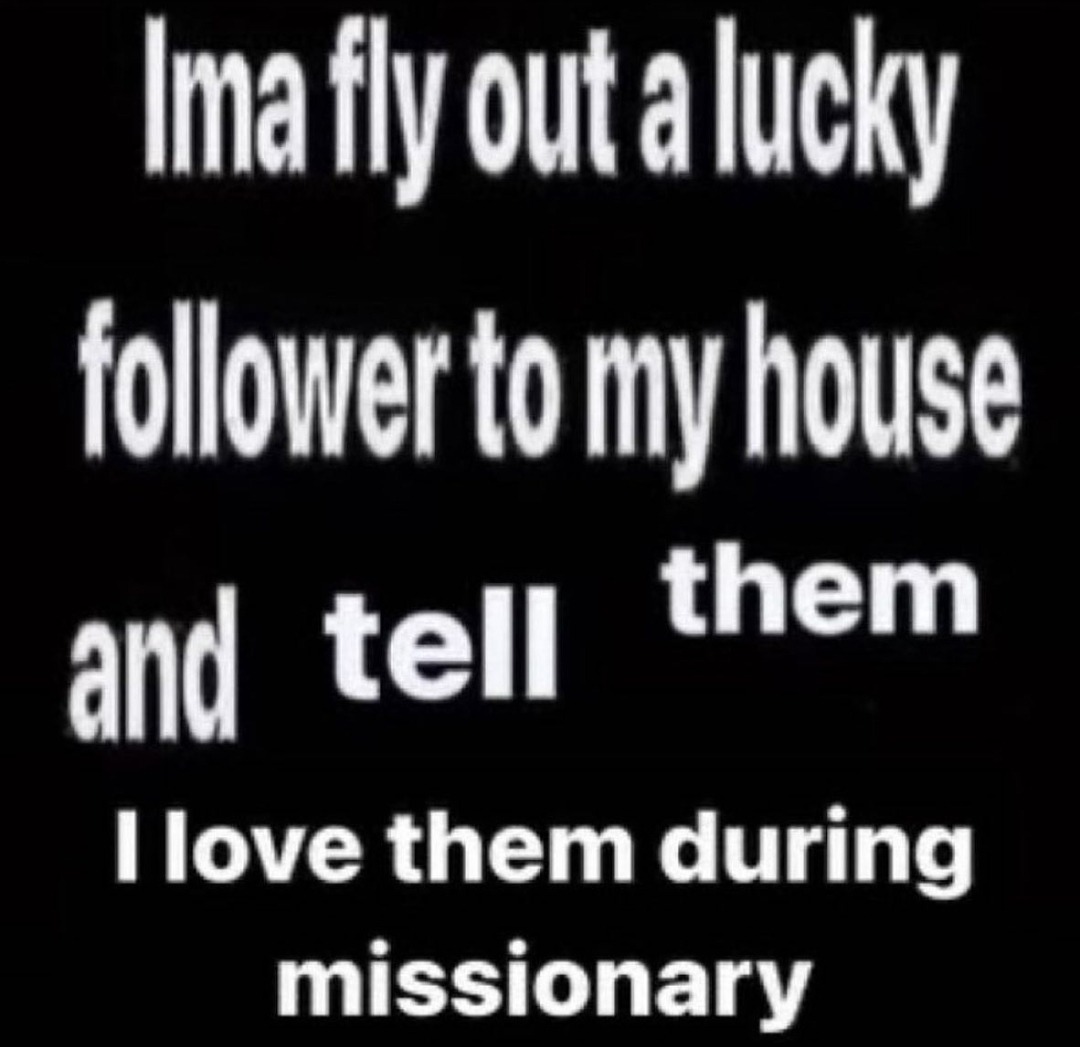 Ima fly out a lucky
follower to my house
and tell them
I love them during
missionary